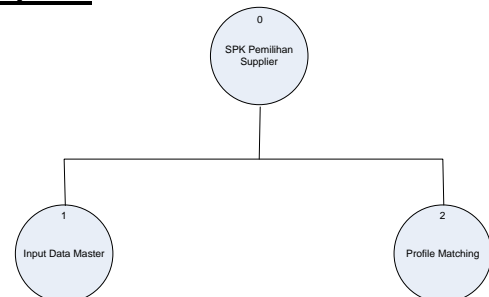 0
SPK Pemilihan
Supplier
1
Input Data Master
2
Profile Matching